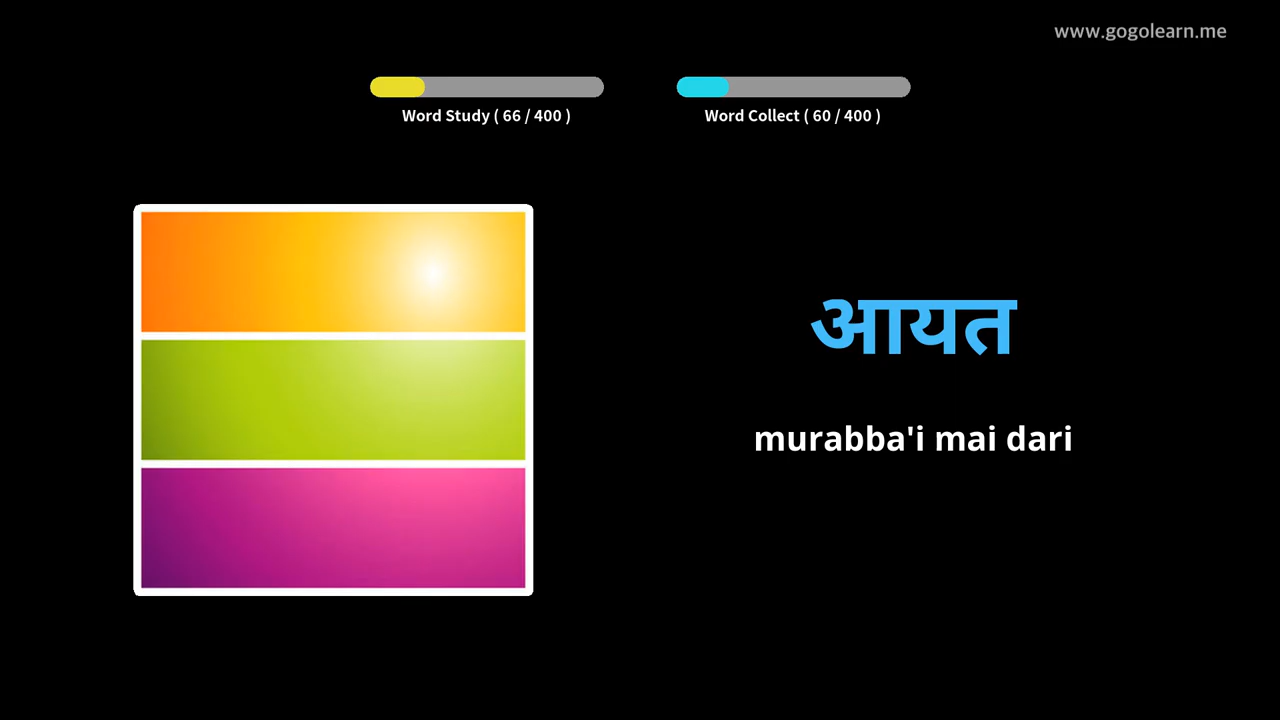 www.gogolearn.me
Word Study ( 66 / 400 )
Word Collect ( 60 / 400 )
आयत
murabba'i mai dari